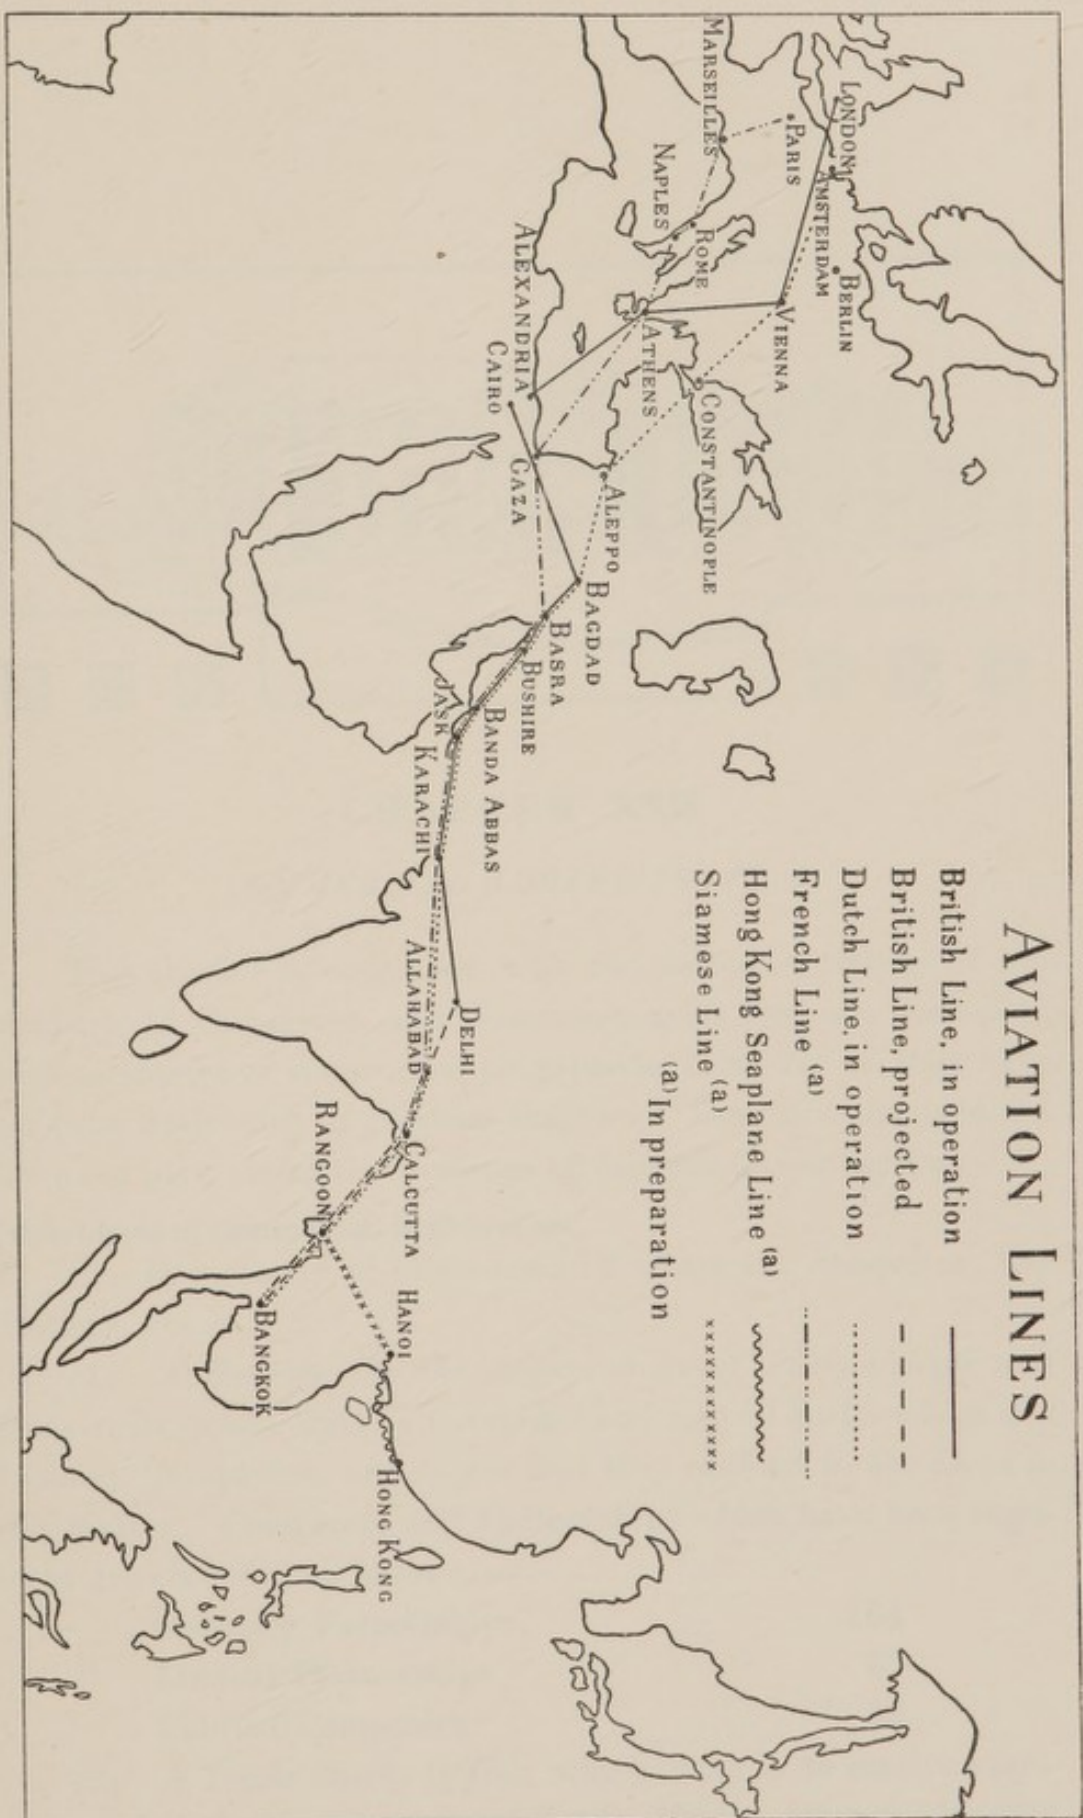 AVIATION LINES
British Line, in operation
British Line, projected
Dutch Line, in operation
French Line (a)
Hong Kong Seaplane Line (a)
Siamese Line (a)
(a) In preparation
LONDON
AMSTERDAM
BERLIN
PARIS
VIENNA
MARSEILLES
ROME
NAPLES
ATHENS
CONSTANTINOPLE
ALEPPO
ALEXANDRIA
CAIRO
GAZA
BAGDAD
BASRA
BUSHIRE
BANDA ABBAS
JASK
KARACHI
DELHI
ALLAHABAD
CALCUTTA
RANGOON
HANOI
BANGKOK
HONG KONG